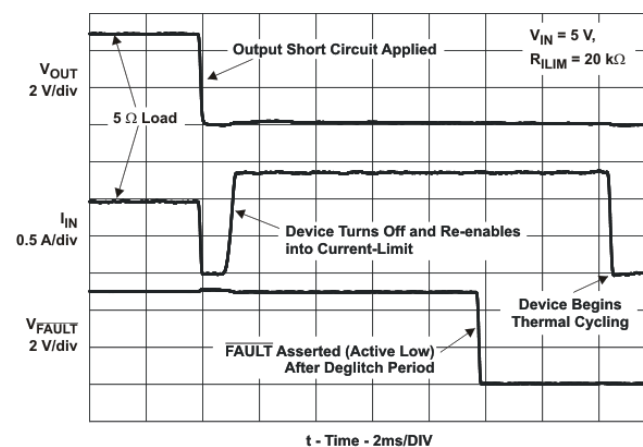 V_OUT
2 V/div
Output Short Circuit Applied
V_IN = 5 V,
R_ILIM = 20 kΩ
5 Ω Load
I_IN
0.5 A/div
Device Turns Off and Re-enables
into Current-Limit
V_F̅A̅U̅L̅T̅
2 V/div
F̅A̅U̅L̅T̅ Asserted (Active Low)
After Deglitch Period
Device Begins
Thermal Cycling
t - Time - 2ms/DIV